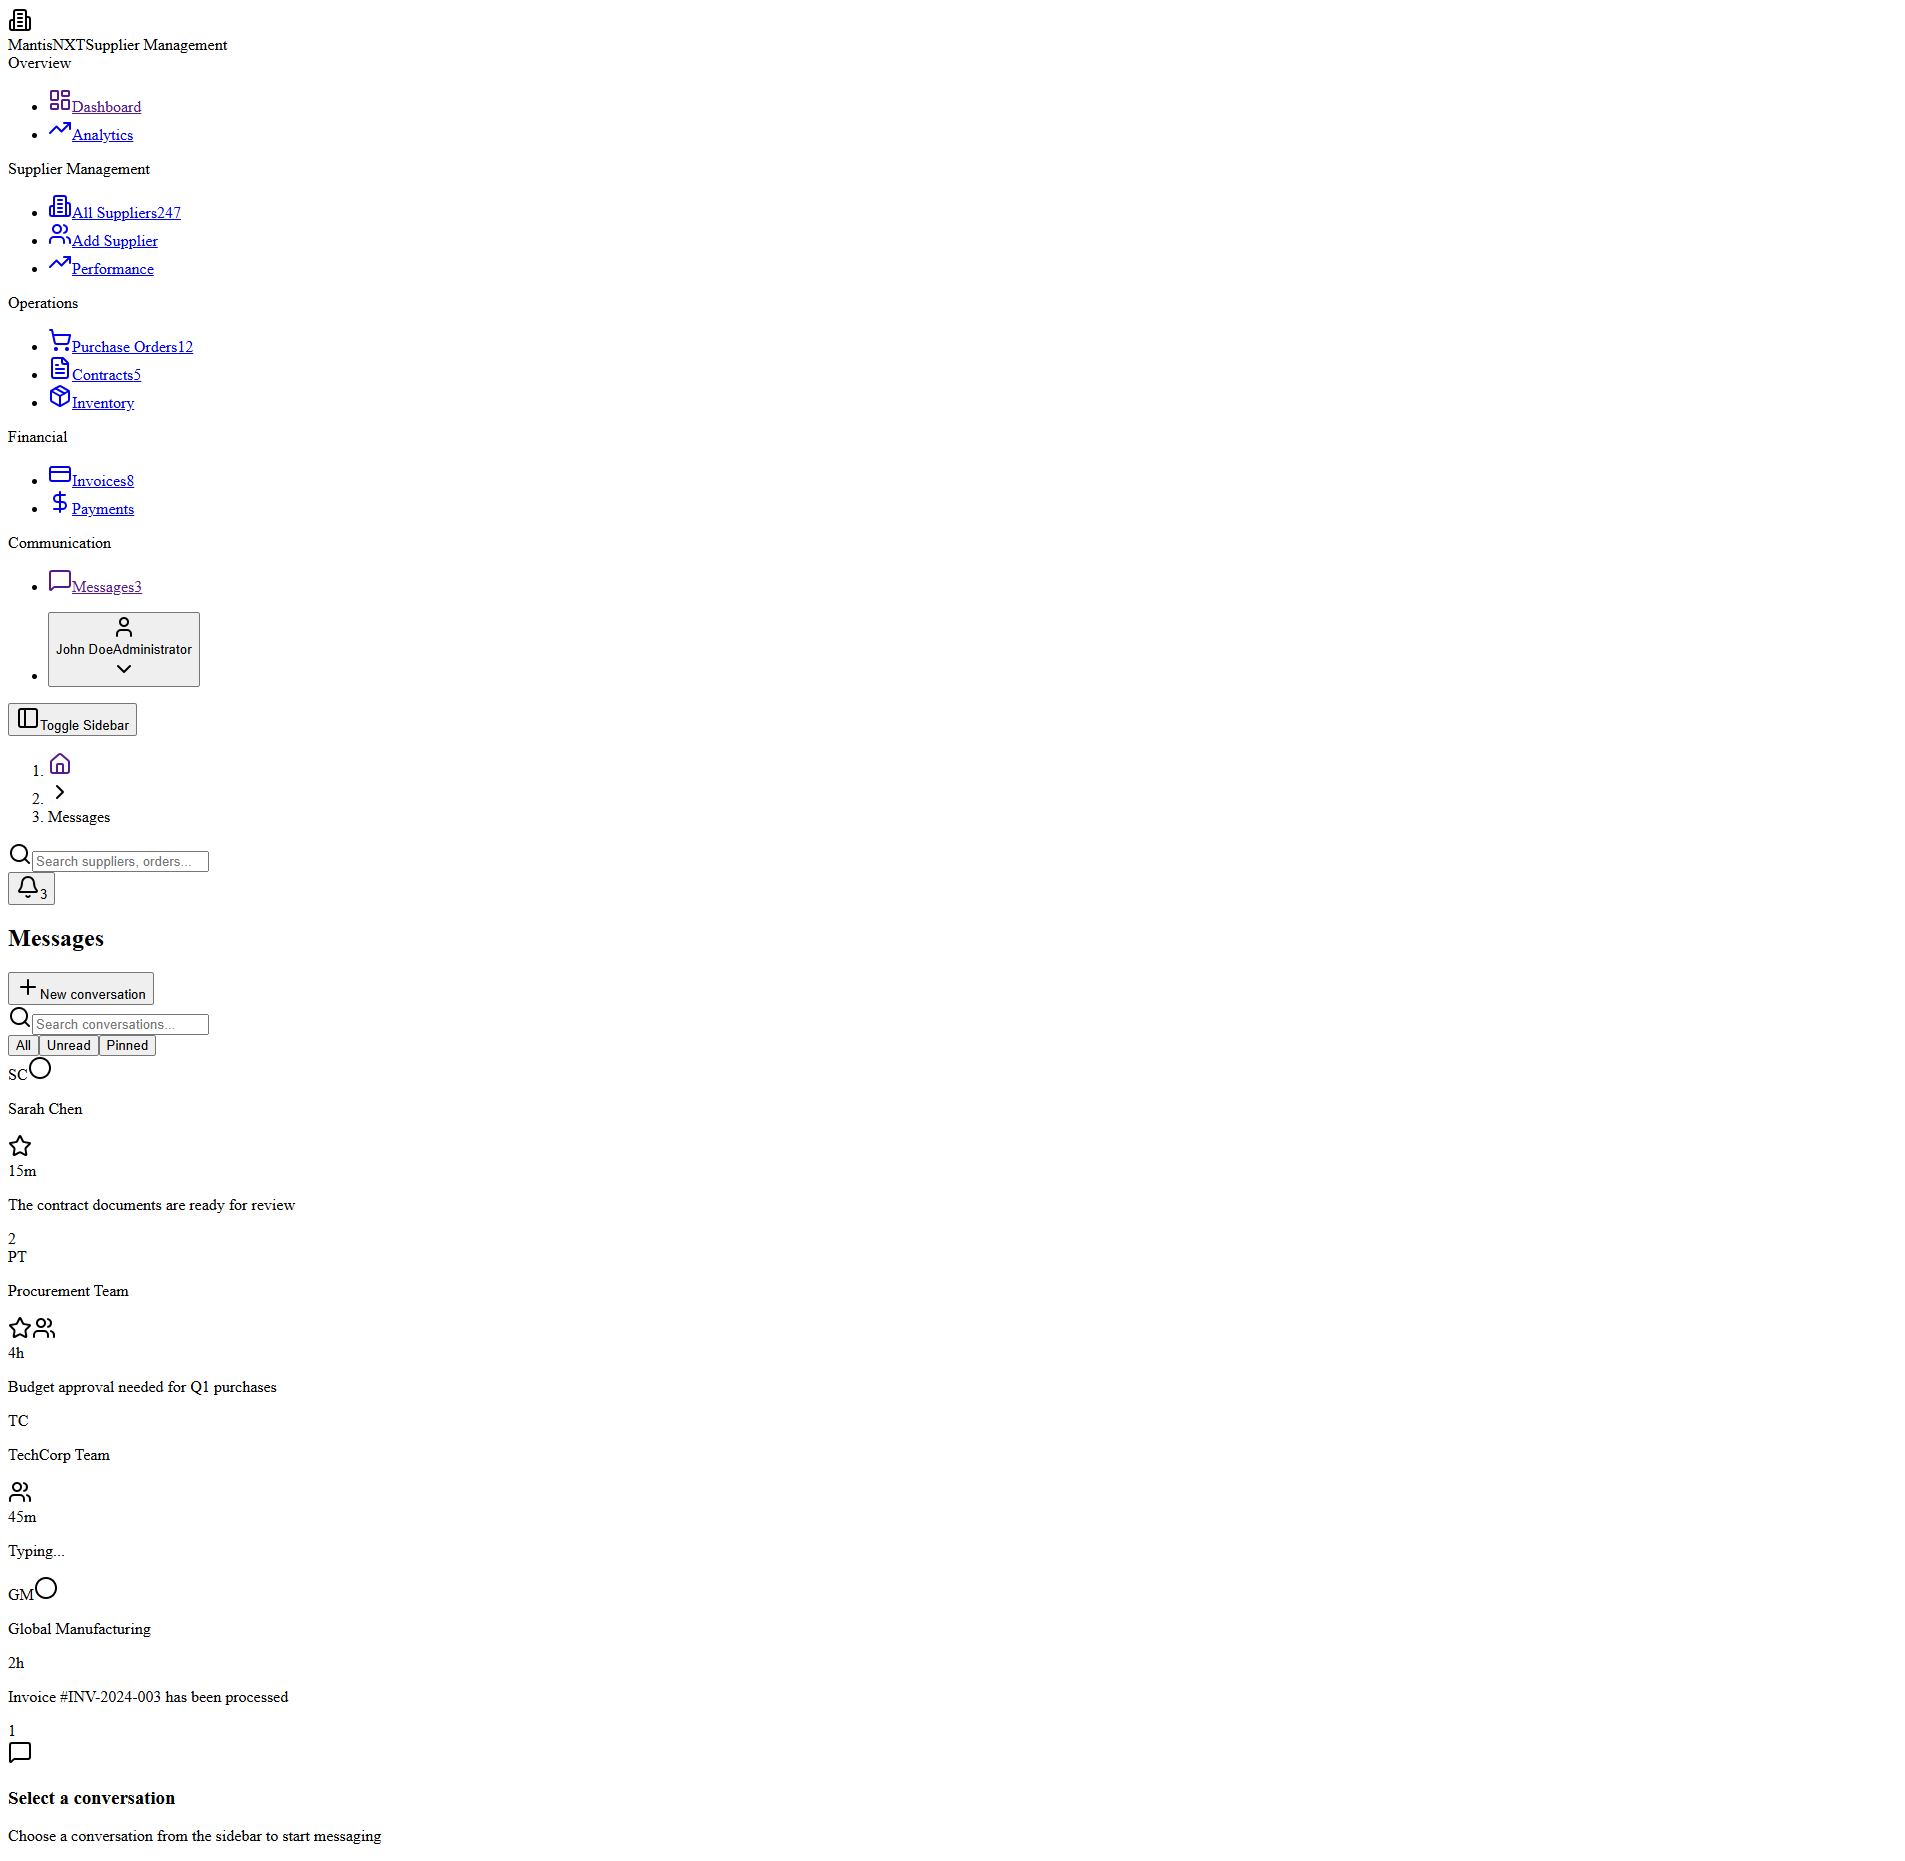 MantisNXTSupplier Management
Overview
Dashboard
Analytics
Supplier Management
All Suppliers247
Add Supplier
Performance
Operations
Purchase Orders12
Contracts5
Inventory
Financial
Invoices8
Payments
Communication
Messages3
John DoeAdministrator
Toggle Sidebar
1.
2.
3. Messages
Search suppliers, orders...
3
Messages
New conversation
Search conversations...
All Unread Pinned
SC
Sarah Chen
15m
The contract documents are ready for review
2
PT
Procurement Team
4h
Budget approval needed for Q1 purchases
TC
TechCorp Team
45m
Typing...
GM
Global Manufacturing
2h
Invoice #INV-2024-003 has been processed
1
Select a conversation
Choose a conversation from the sidebar to start messaging